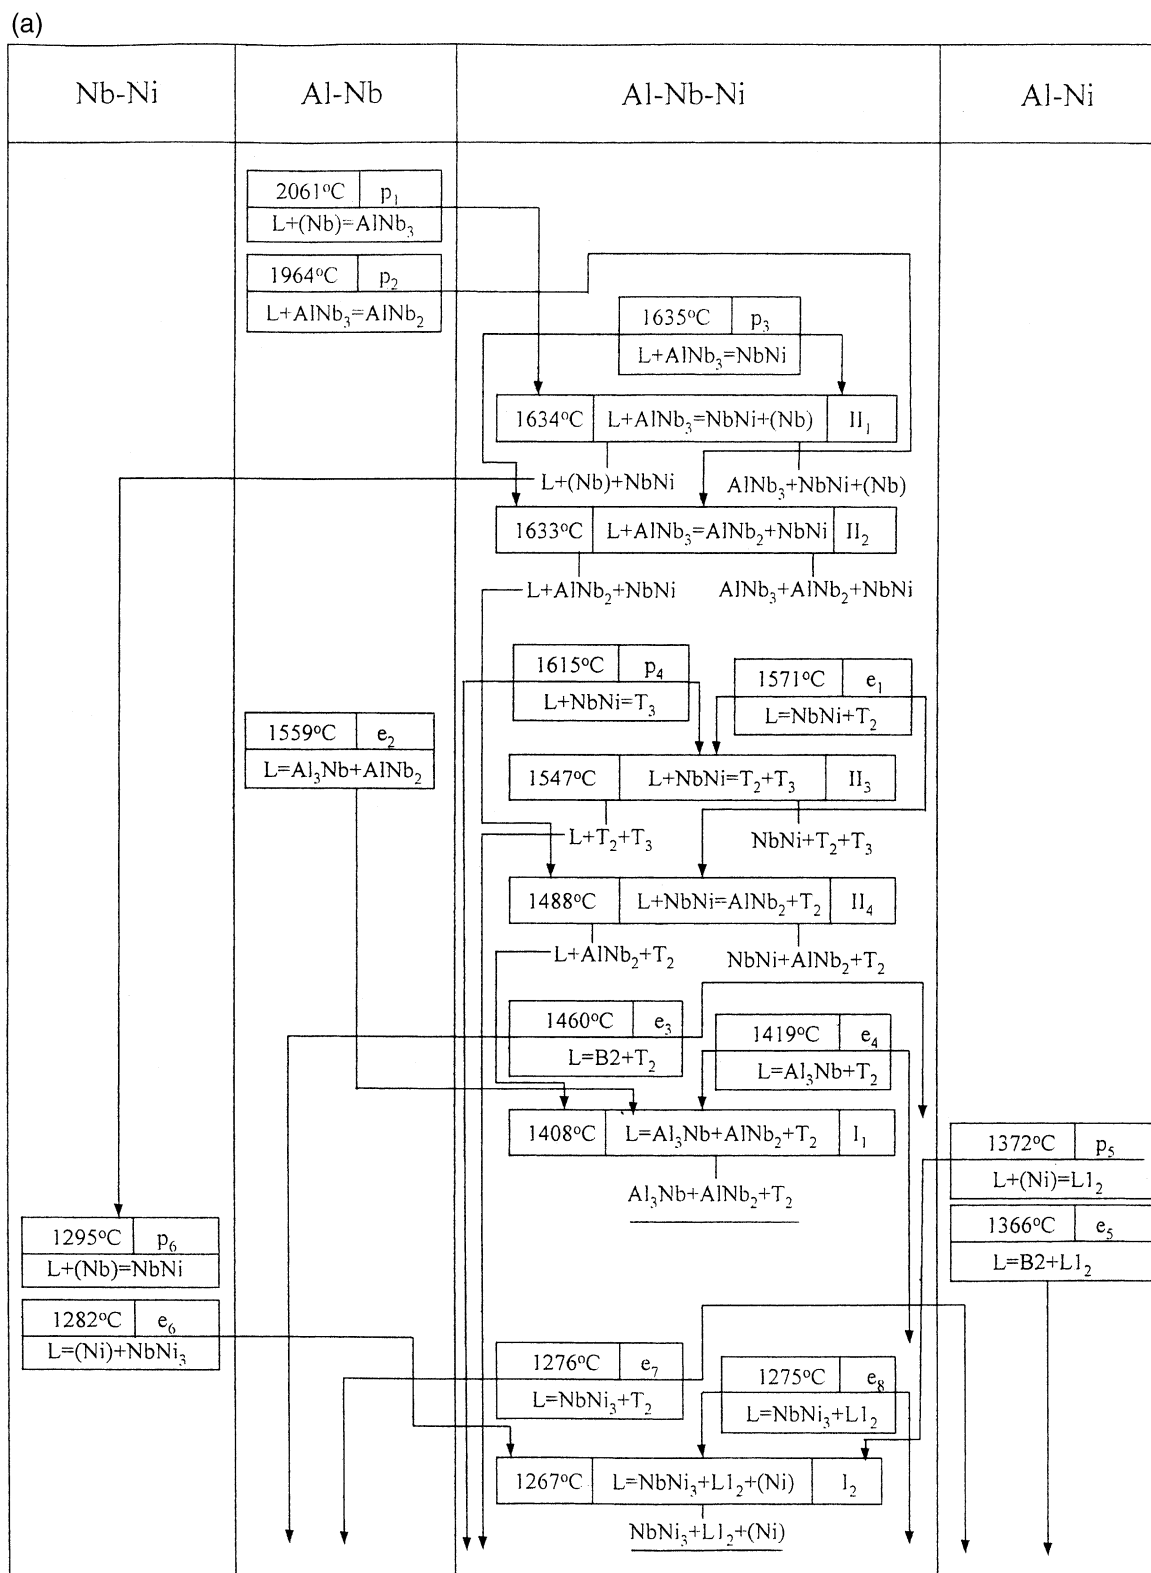 (a)
Nb-Ni Al-Nb Al-Nb-Ni Al-Ni
2061°C p₁
L+(Nb)=AlNb₃
1964°C p₂
L+AlNb₃=AlNb₂
1635°C p₃
L+AlNb₃=NbNi
1634°C L+AlNb₃=NbNi+(Nb) II₁
L+(Nb)+NbNi AlNb₃+NbNi+(Nb)
1633°C L+AlNb₃=AlNb₂+NbNi II₂
L+AlNb₂+NbNi AlNb₃+AlNb₂+NbNi
1615°C p₄
L+NbNi=T₃
1571°C e₁
L=NbNi+T₂
1559°C e₂
L=Al₃Nb+AlNb₂
1547°C L+NbNi=T₂+T₃ II₃
L+T₂+T₃ NbNi+T₂+T₃
1488°C L+NbNi=AlNb₂+T₂ II₄
L+AlNb₂+T₂ NbNi+AlNb₂+T₂
1460°C e₃
L=B2+T₂
1419°C e₄
L=Al₃Nb+T₂
1408°C L=Al₃Nb+AlNb₂+T₂ I₁
Al₃Nb+AlNb₂+T₂
1372°C p₅
L+(Ni)=L1₂
1366°C e₅
L=B2+L1₂
1295°C p₆
L+(Nb)=NbNi
1282°C e₆
L=(Ni)+NbNi₃
1276°C e₇
L=NbNi₃+T₂
1275°C e₈
L=NbNi₃+L1₂
1267°C L=NbNi₃+L1₂+(Ni) I₂
NbNi₃+L1₂+(Ni)